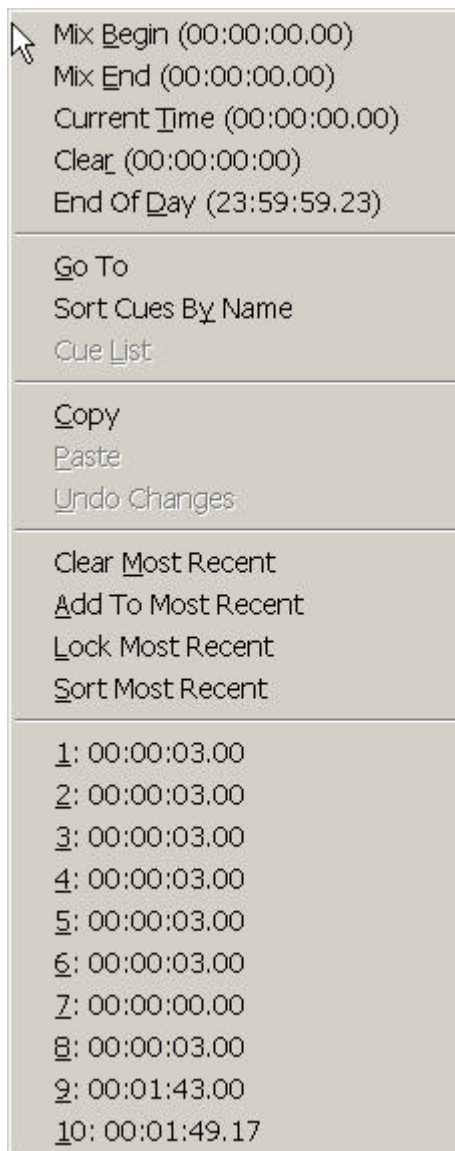 Mix Begin (00:00:00.00)
Mix End (00:00:00.00)
Current Time (00:00:00.00)
Clear (00:00:00:00)
End Of Day (23:59:59.23)
Go To
Sort Cues By Name
Cue List
Copy
Paste
Undo Changes
Clear Most Recent
Add To Most Recent
Lock Most Recent
Sort Most Recent
1: 00:00:03.00
2: 00:00:03.00
3: 00:00:03.00
4: 00:00:03.00
5: 00:00:03.00
6: 00:00:03.00
7: 00:00:00.00
8: 00:00:03.00
9: 00:01:43.00
10: 00:01:49.17